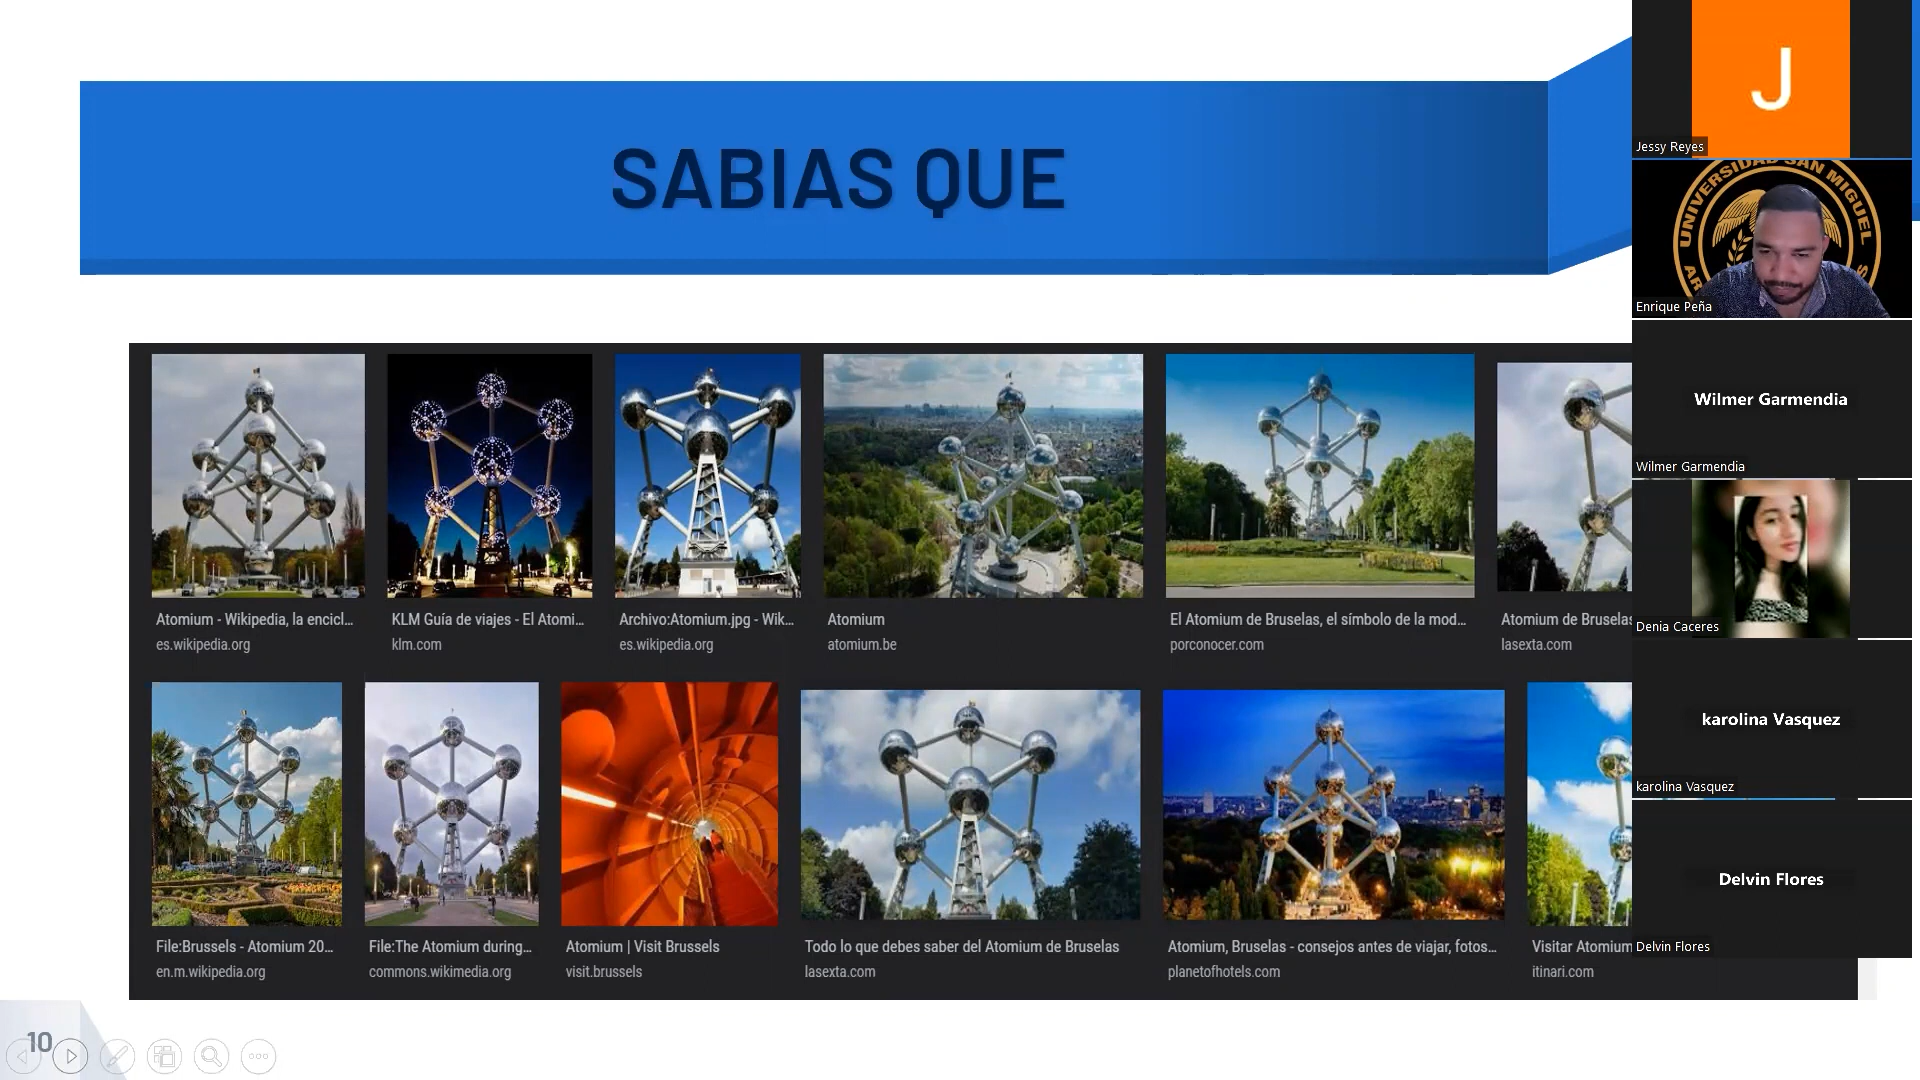 SABIAS QUE
Atomium - Wikipedia, la encicl...
es.wikipedia.org
KLM Guía de viajes - El Atomi...
klm.com
Archivo:Atomium.jpg - Wik...
es.wikipedia.org
Atomium
atomium.be
El Atomium de Bruselas, el símbolo de la mod...
porconocer.com
Atomium de Bruselas
lasexta.com
File:Brussels - Atomium 20...
en.m.wikipedia.org
File:The Atomium during...
commons.wikimedia.org
Atomium | Visit Brussels
visit.brussels
Todo lo que debes saber del Atomium de Bruselas
lasexta.com
Atomium, Bruselas - consejos antes de viajar, fotos...
planetofhotels.com
Visitar Atomium
itinari.com
10
J
Jessy Reyes
UNIVERSIDAD SAN MIGUEL
Enrique Peña
Wilmer Garmendia
Wilmer Garmendia
Denia Caceres
karolina Vasquez
karolina Vasquez
Delvin Flores
Delvin Flores